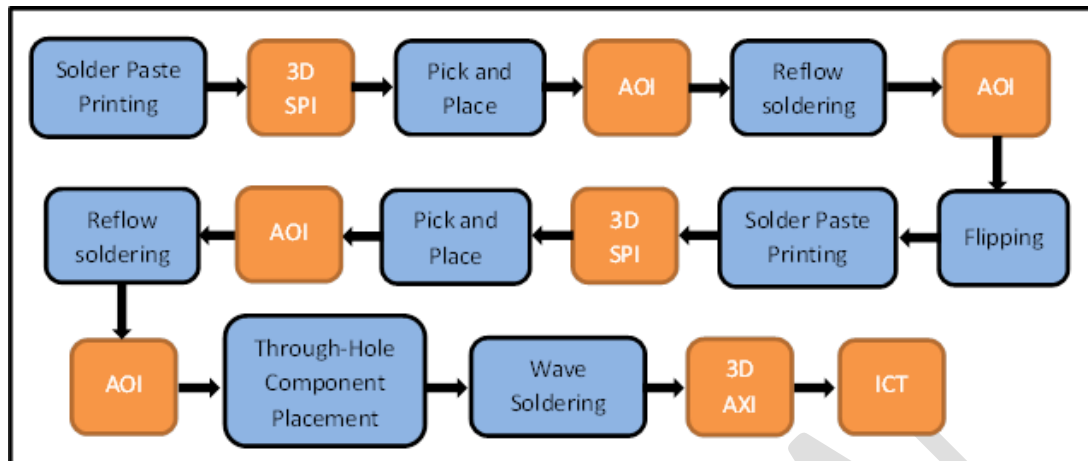 Solder Paste
Printing
3D
SPI
Pick and
Place
AOI
Reflow
soldering
AOI
Reflow
soldering
AOI
Pick and
Place
3D
SPI
Solder Paste
Printing
Flipping
AOI
Through-Hole
Component
Placement
Wave
Soldering
3D
AXI
ICT